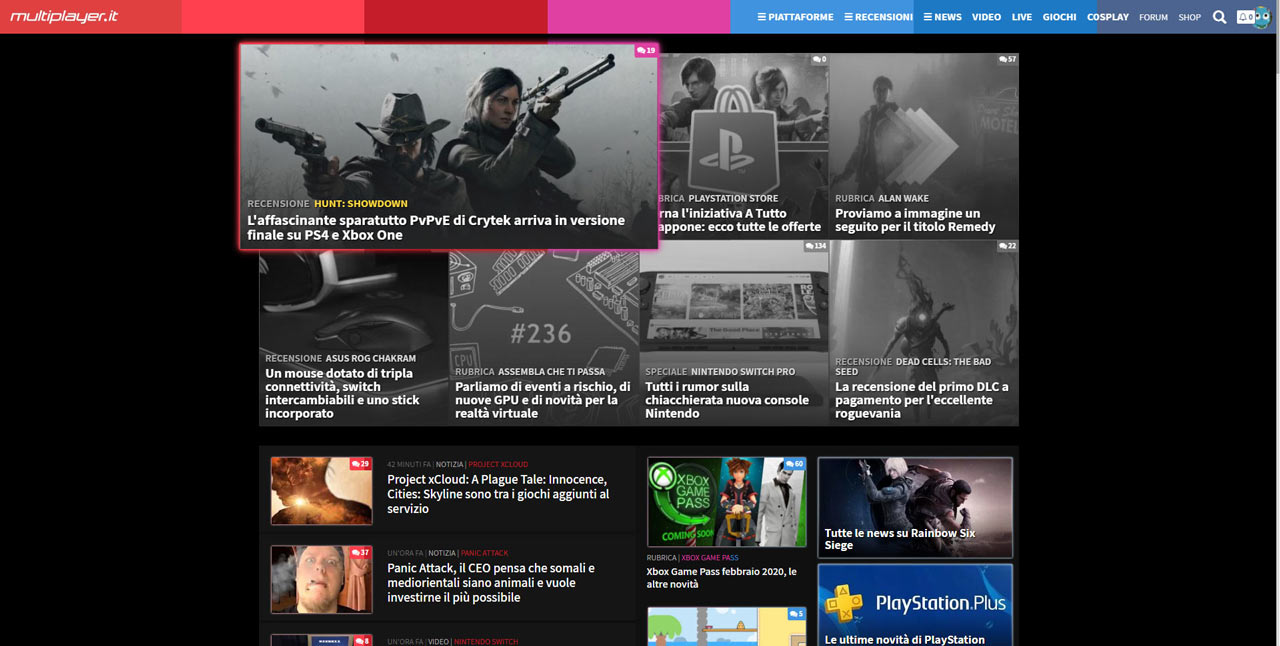 multiplayer.it
PIATTAFORME RECENSIONI NEWS VIDEO LIVE GIOCHI COSPLAY FORUM SHOP 0
19
RECENSIONE HUNT: SHOWDOWN
L'affascinante sparatutto PvPvE di Crytek arriva in versione
finale su PS4 e Xbox One
0
BRICA PLAYSTATION STORE
rna l'iniziativa A Tutto
appone: ecco tutte le offerte
57
MOTEL
RUBRICA ALAN WAKE
Proviamo a immagine un
seguito per il titolo Remedy
RECENSIONE ASUS ROG CHAKRAM
Un mouse dotato di tripla
connettività, switch
intercambiabili e uno stick
incorporato
#236
CPU
RUBRICA ASSEMBLA CHE TI PASSA
Parliamo di eventi a rischio, di
nuove GPU e di novità per la
realtà virtuale
134
The Good Place
SPECIALE NINTENDO SWITCH PRO
Tutti i rumor sulla
chiacchierata nuova console
Nintendo
22
RECENSIONE DEAD CELLS: THE BAD
SEED
La recensione del primo DLC a
pagamento per l'eccellente
roguevania
29
42 MINUTI FA | NOTIZIA | PROJECT XCLOUD
Project xCloud: A Plague Tale: Innocence,
Cities: Skyline sono tra i giochi aggiunti al
servizio
37
UN'ORA FA | NOTIZIA | PANIC ATTACK
Panic Attack, il CEO pensa che somali e
mediorientali siano animali e vuole
investirne il più possibile
8
UN'ORA FA | VIDEO | NINTENDO SWITCH
60
XBOX
GAME
PASS
COMING SOON
RUBRICA | XBOX GAME PASS
Xbox Game Pass febbraio 2020, le
altre novità
5
Tutte le news su Rainbow Six
Siege
PlayStation.Plus
Le ultime novità di PlayStation